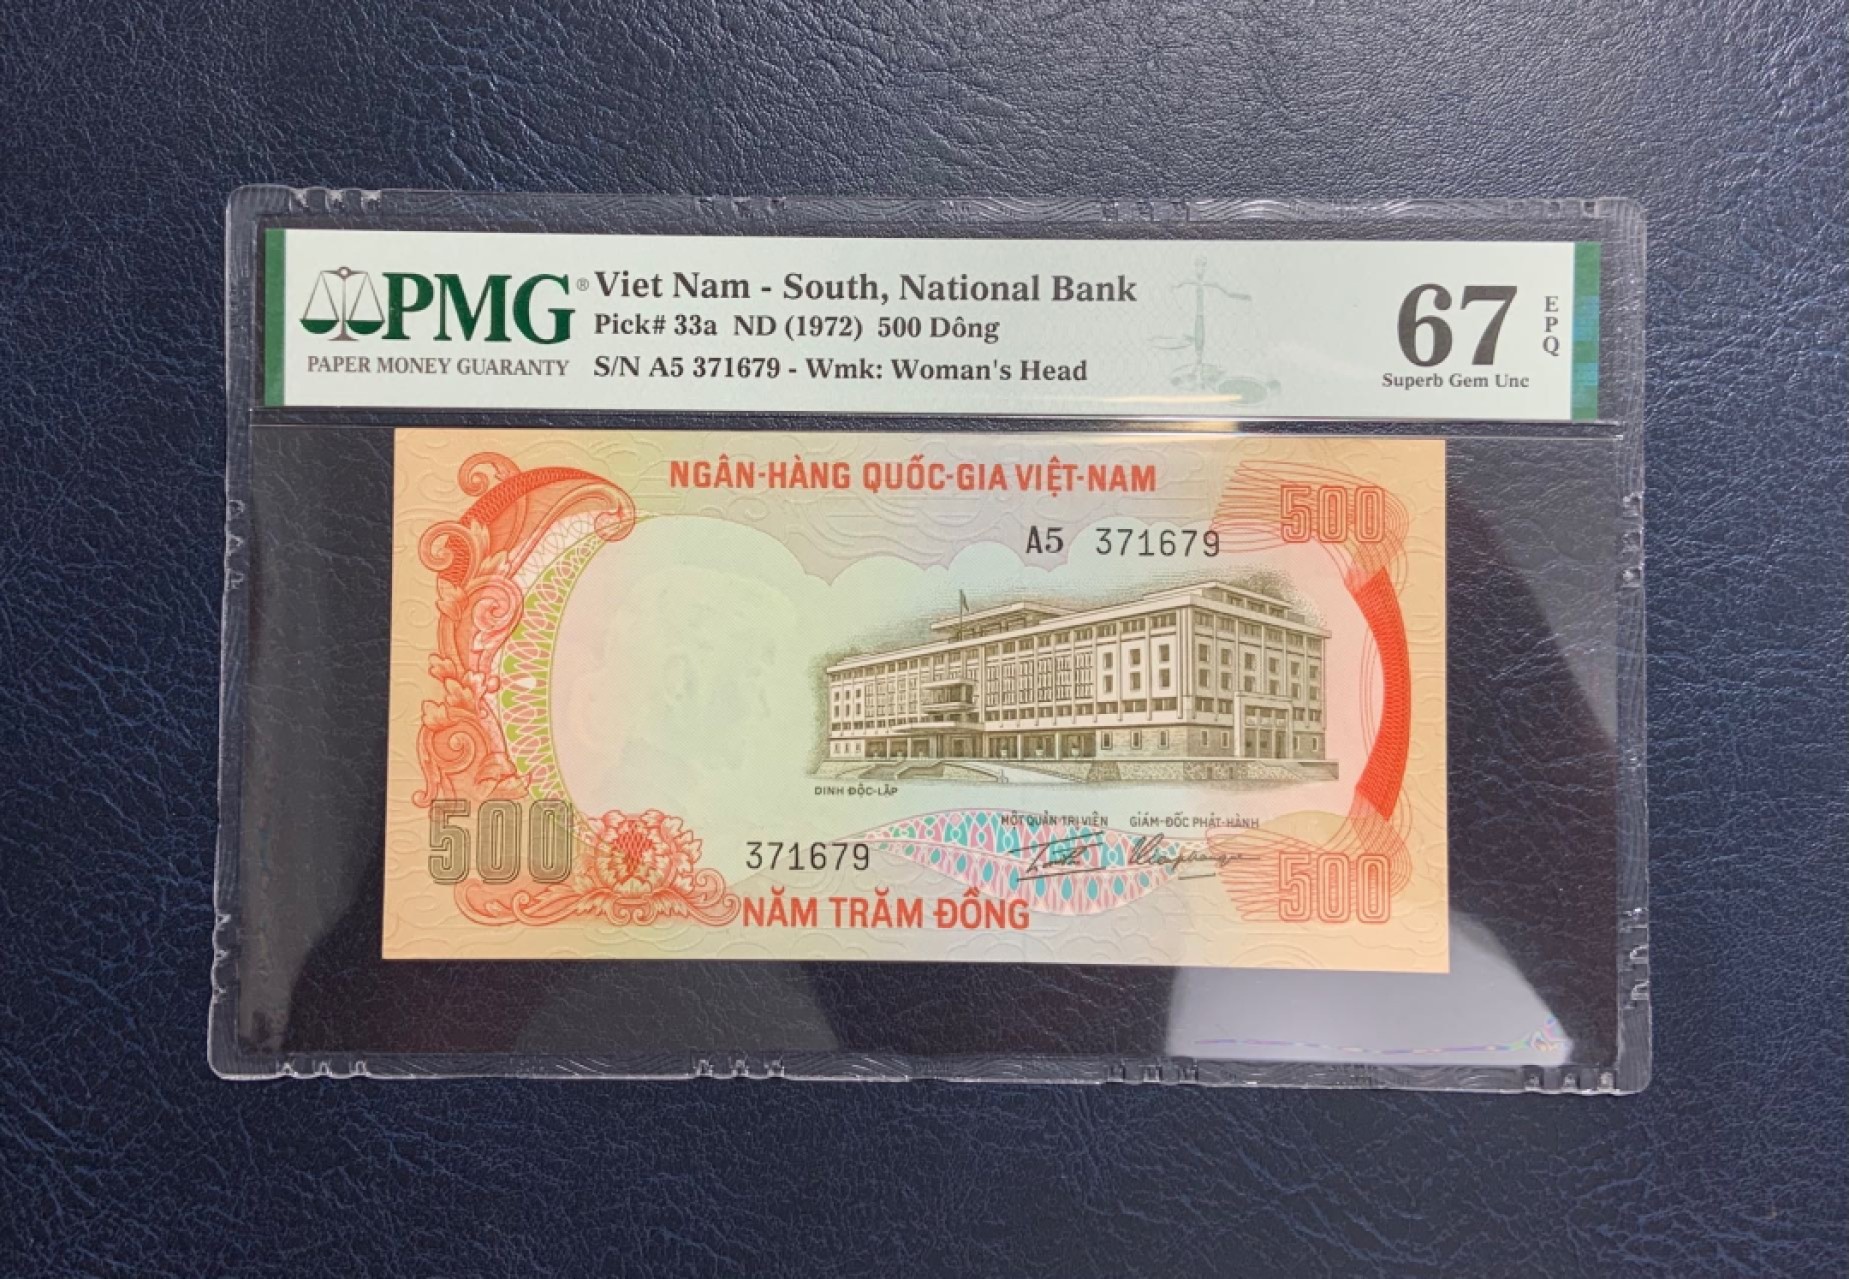 PMG®
PAPER MONEY GUARANTY
Viet Nam - South, National Bank
Pick# 33a ND (1972) 500 Dông
S/N A5 371679 - Wmk: Woman's Head
67
EPQ
Superb Gem Unc
NGÂN-HÀNG QUỐC-GIA VIỆT-NAM
500
A5 371679
DINH ĐỘC-LẬP
MỘT QUẢN-TRỊ VIÊN GIÁM-ĐỐC PHÁT-HÀNH
500
371679
500
NĂM TRĂM ĐỒNG